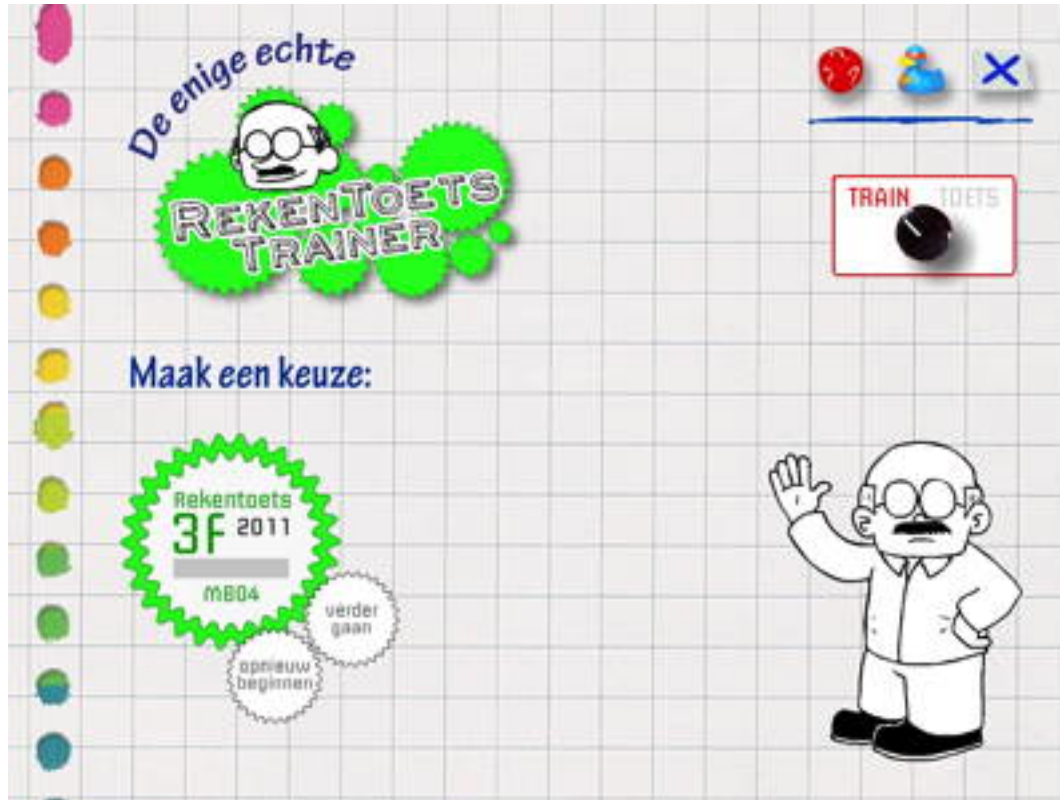 De enige echte
REKENTOETS
TRAINER
TRAIN TOETS
Maak een keuze:
Rekentoets
3F 2011
MBO4
verder
gaan
opnieuw
beginnen